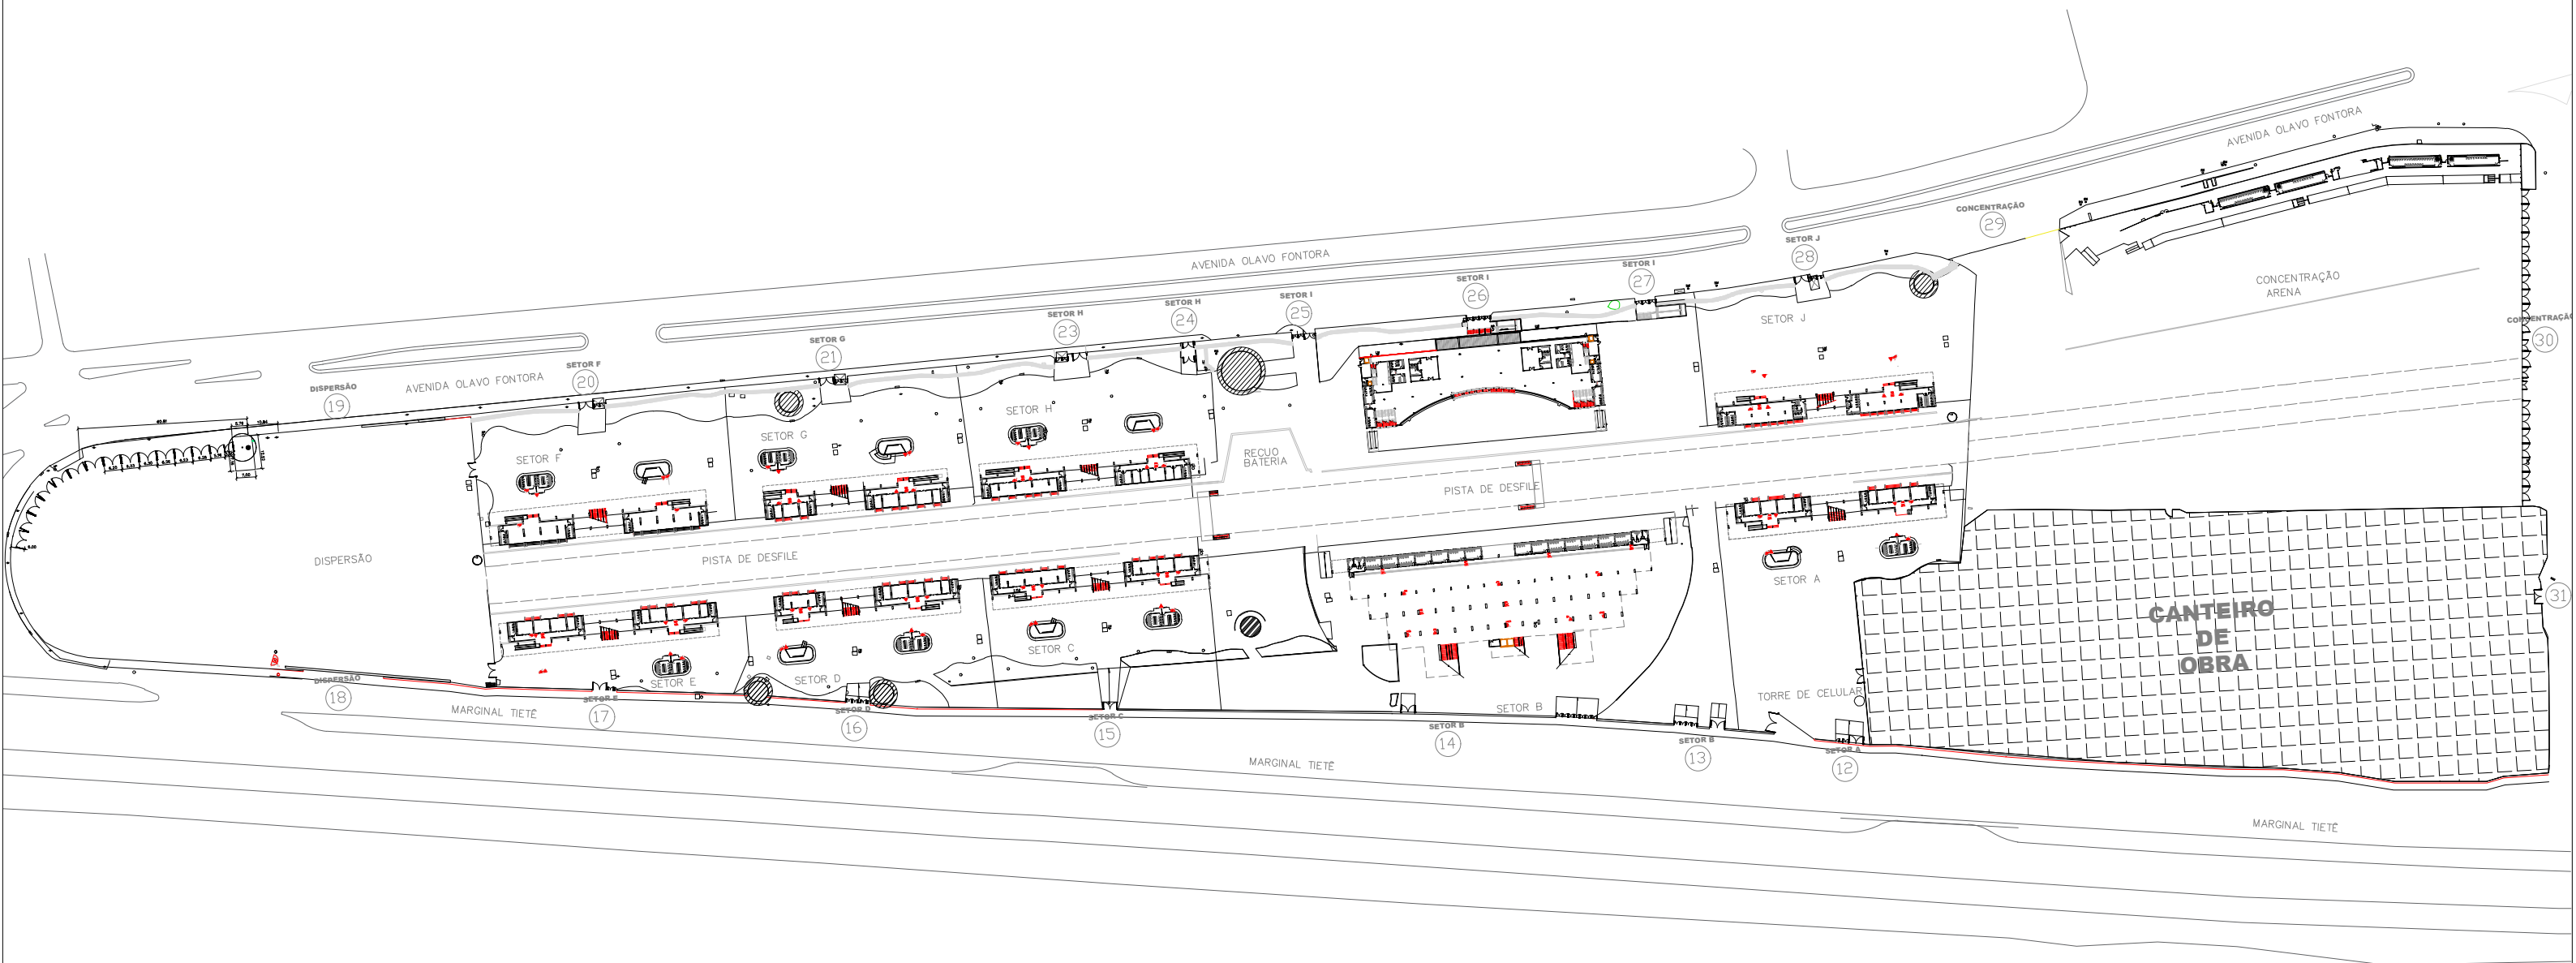 AVENIDA OLAVO FONTORA
CONCENTRAÇÃO
29
SETOR J
28
AVENIDA OLAVO FONTORA
SETOR I
27
SETOR I
26
SETOR I
25
SETOR H
24
SETOR H
23
SETOR G
21
SETOR F
20
DISPERSÃO
19
AVENIDA OLAVO FONTORA
CONCENTRAÇÃO
ARENA
CONCENTRAÇÃO
30
SETOR J
SETOR H
SETOR G
SETOR F
RECUO
BATERIA
PISTA DE DESFILE
PISTA DE DESFILE
DISPERSÃO
SETOR A
CANTEIRO
DE
OBRA
31
SETOR C
SETOR D
SETOR E
TORRE DE CELULAR
SETOR B
DISPERSÃO
18
SETOR E
17
SETOR D
16
SETOR C
15
SETOR B
14
SETOR B
13
SETOR A
12
MARGINAL TIETÊ
MARGINAL TIETÊ
MARGINAL TIETÊ